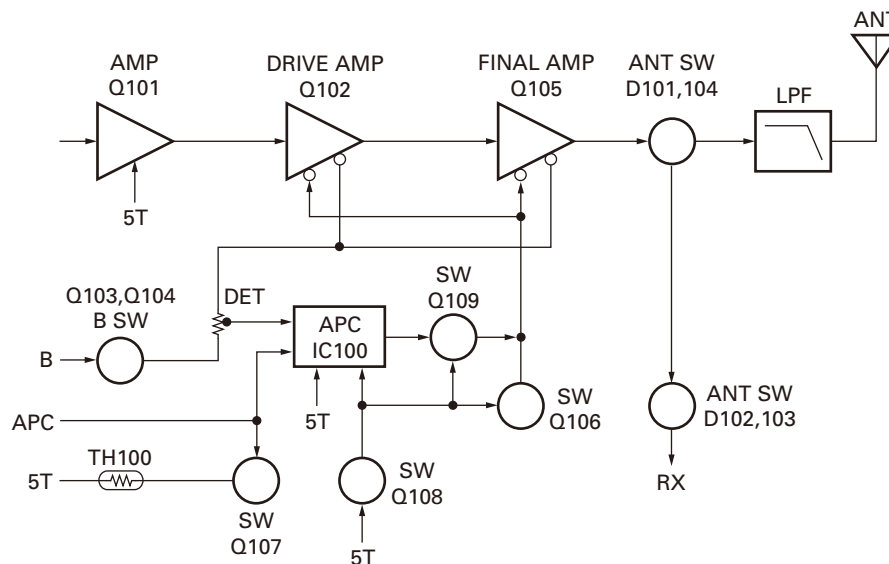 ANT
AMP
Q101
DRIVE AMP
Q102
FINAL AMP
Q105
ANT SW
D101,104
LPF
5T
Q103,Q104
B SW
DET
SW
Q109
APC
IC100
B
5T
SW
Q106
ANT SW
D102,103
APC
TH100
5T
SW
Q107
SW
Q108
RX
5T